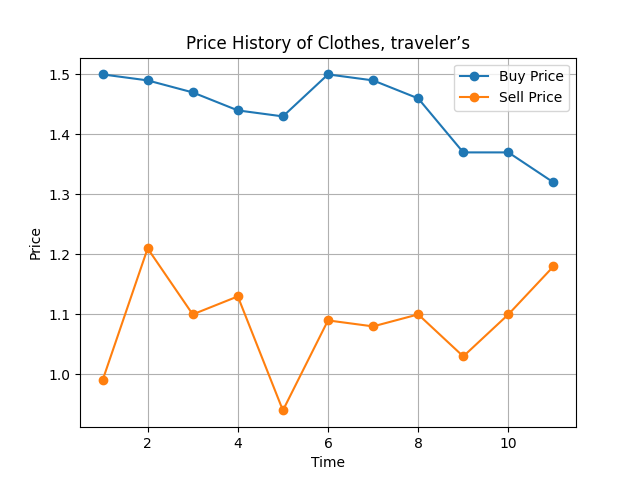 Price History of Clothes, traveler’s
Buy Price
Sell Price
Price
1.5
1.4
1.3
1.2
1.1
1.0
2 4 6 8 10
Time